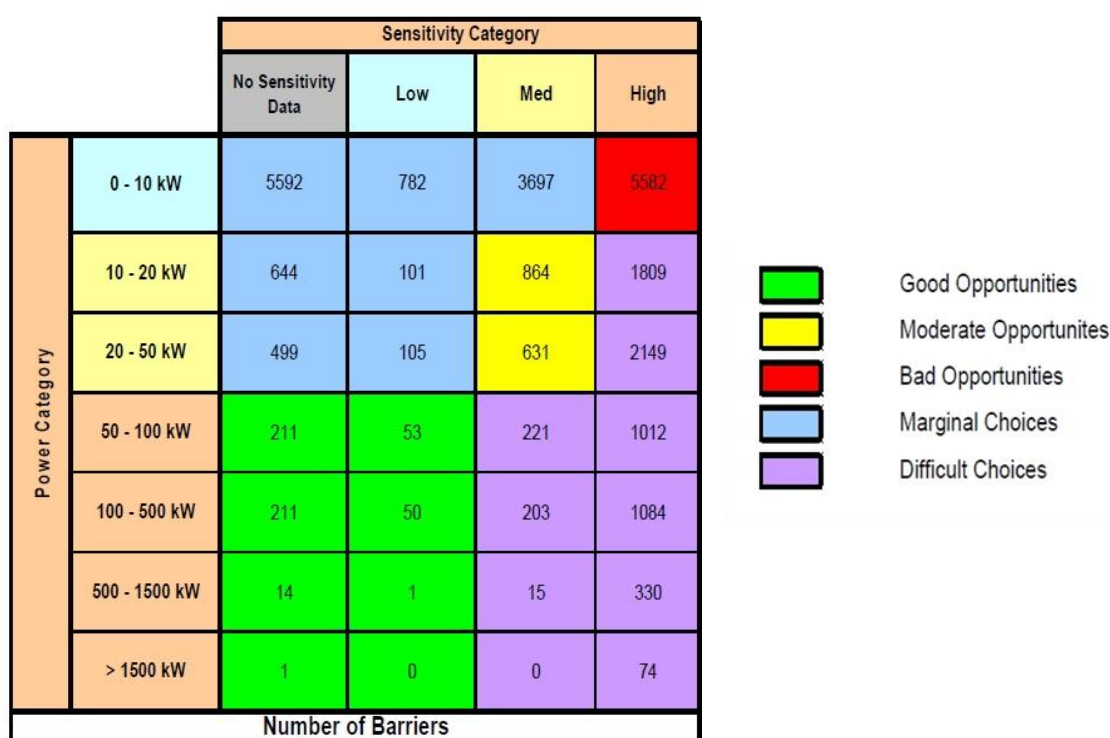 Sensitivity Category
No Sensitivity Data Low Med High
Power Category
0 - 10 kW 5592 782 3697 5582
10 - 20 kW 644 101 864 1809
20 - 50 kW 499 105 631 2149
50 - 100 kW 211 53 221 1012
100 - 500 kW 211 50 203 1084
500 - 1500 kW 14 1 15 330
> 1500 kW 1 0 0 74
Number of Barriers
Good Opportunities
Moderate Opportunites
Bad Opportunities
Marginal Choices
Difficult Choices